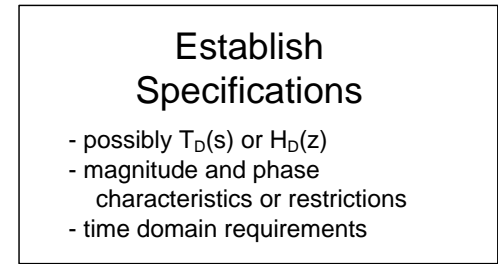 Establish
Specifications
- possibly T_D(s) or H_D(z)
- magnitude and phase
characteristics or restrictions
- time domain requirements